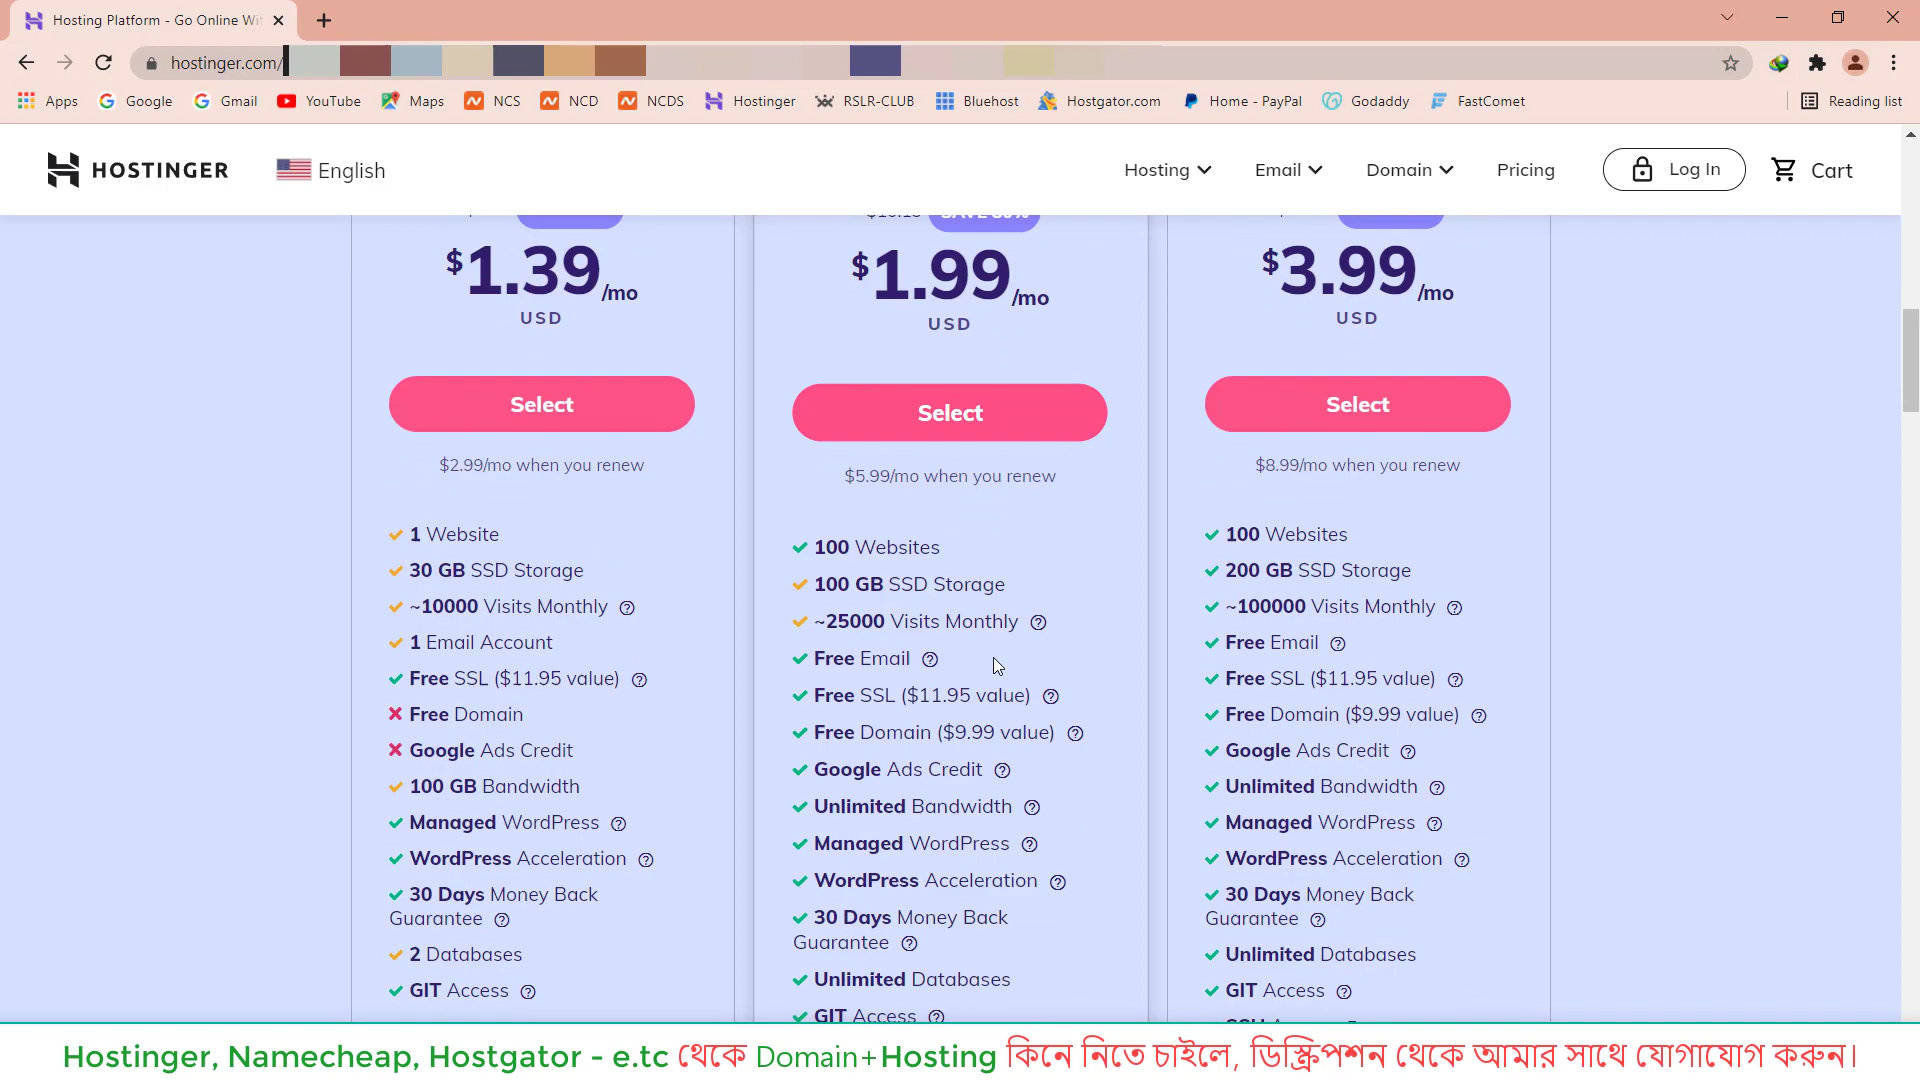 Hosting Platform - Go Online Wit
hostinger.com/
Apps Google Gmail YouTube Maps NCS NCD NCDS Hostinger RSLR-CLUB Bluehost Hostgator.com Home - PayPal Godaddy FastComet Reading list
HOSTINGER English Hosting Email Domain Pricing Log In Cart
$1.39/mo
USD
Select
$2.99/mo when you renew
1 Website
30 GB SSD Storage
~10000 Visits Monthly
1 Email Account
Free SSL ($11.95 value)
Free Domain
Google Ads Credit
100 GB Bandwidth
Managed WordPress
WordPress Acceleration
30 Days Money Back
Guarantee
2 Databases
GIT Access
$1.99/mo
USD
Select
$5.99/mo when you renew
100 Websites
100 GB SSD Storage
~25000 Visits Monthly
Free Email
Free SSL ($11.95 value)
Free Domain ($9.99 value)
Google Ads Credit
Unlimited Bandwidth
Managed WordPress
WordPress Acceleration
30 Days Money Back
Guarantee
Unlimited Databases
GIT Access
$3.99/mo
USD
Select
$8.99/mo when you renew
100 Websites
200 GB SSD Storage
~100000 Visits Monthly
Free Email
Free SSL ($11.95 value)
Free Domain ($9.99 value)
Google Ads Credit
Unlimited Bandwidth
Managed WordPress
WordPress Acceleration
30 Days Money Back
Guarantee
Unlimited Databases
GIT Access
Hostinger, Namecheap, Hostgator - e.tc থেকে Domain+Hosting কিনে নিতে চাইলে, ডিস্ক্রিপশন থেকে আমার সাথে যোগাযোগ করুন।